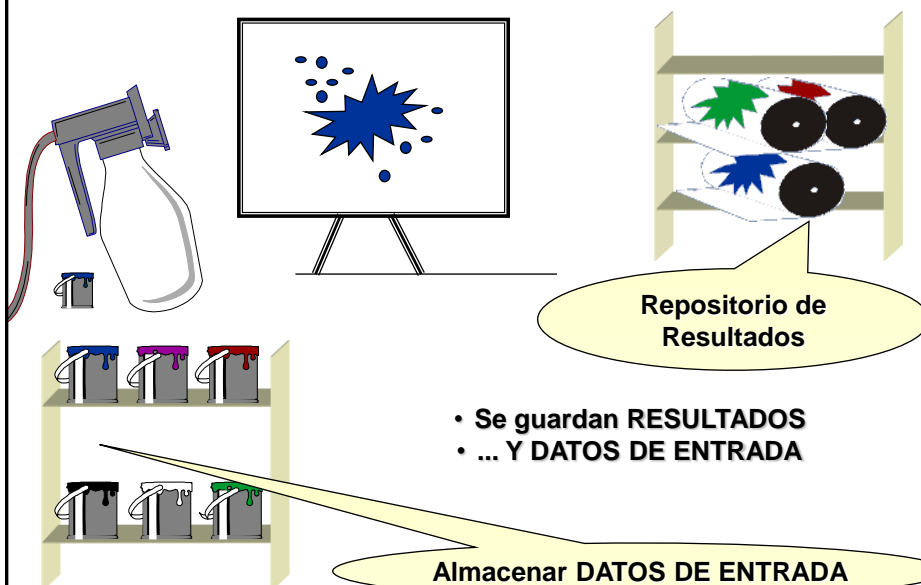 Repositorio de
Resultados
• Se guardan RESULTADOS
• ... Y DATOS DE ENTRADA
Almacenar DATOS DE ENTRADA